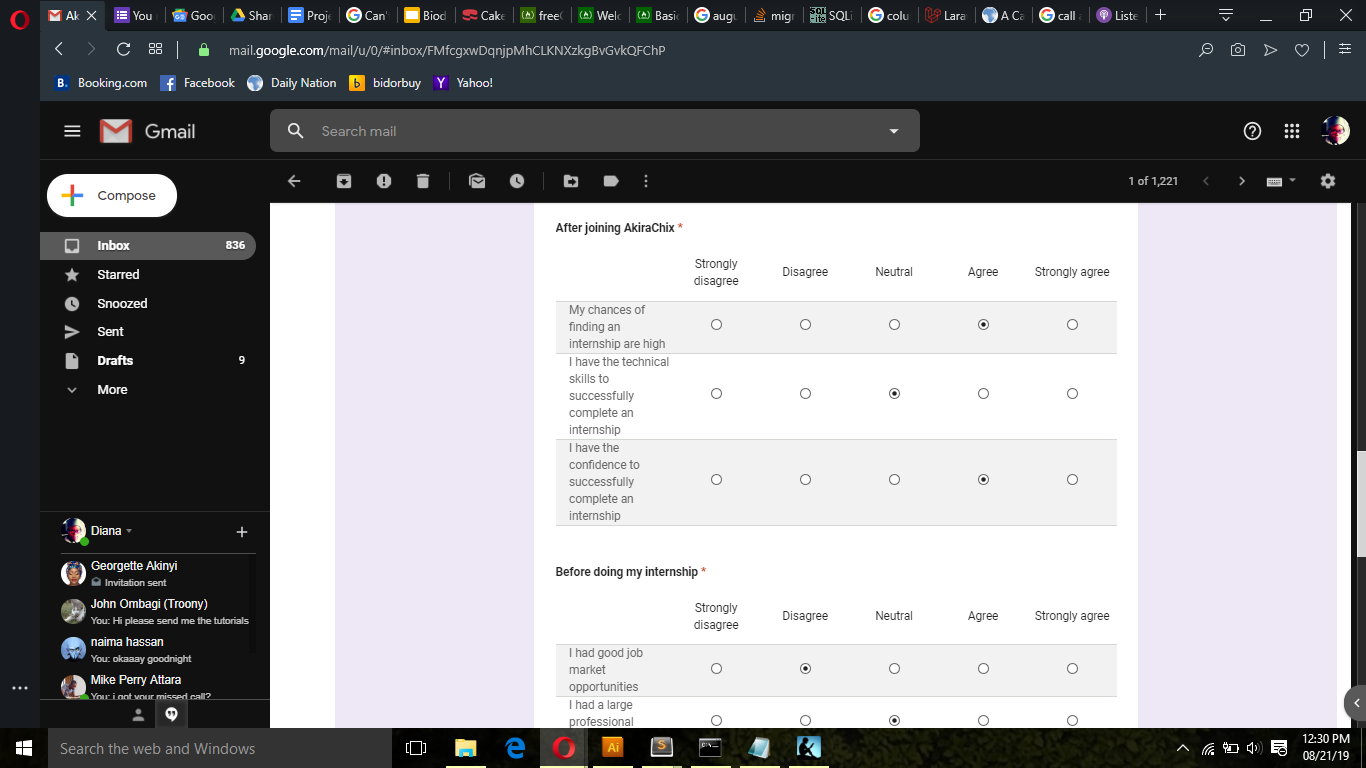 Ak
You
Goo
Shar
Proje
Can'
Biod
Cake
free(
Welc
Basic
augu
migr
SQLi
colu
Lara
A Ca
call
Liste
mail.google.com/mail/u/0/#inbox/FMfcgxwDqnjpMhCLKNXzkgBvGvkQFChP
B. Booking.com
Facebook
Daily Nation
b bidorbuy
Y Yahoo!
Gmail
Search mail
Compose
1 of 1,221
Inbox 836
Starred
Snoozed
Sent
Drafts 9
More
Diana
Georgette Akinyi
Invitation sent
John Ombagi (Troony)
You: Hi please send me the tutorials
naima hassan
You: okaaay goodnight
Mike Perry Attara
You: i got your missed call?
After joining AkiraChix *
Strongly
disagree
Disagree
Neutral
Agree
Strongly agree
My chances of
finding an
internship are high
I have the technical
skills to
successfully
complete an
internship
I have the
confidence to
successfully
complete an
internship
Before doing my internship *
Strongly
disagree
Disagree
Neutral
Agree
Strongly agree
I had good job
market
opportunities
I had a large
professional
Search the web and Windows
Ai
12:30 PM
08/21/19